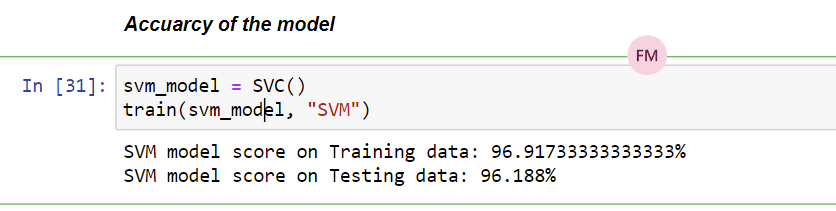 Accuarcy of the model
FM
In [31]: svm_model = SVC()
train(svm_model, "SVM")
SVM model score on Training data: 96.91733333333333%
SVM model score on Testing data: 96.188%